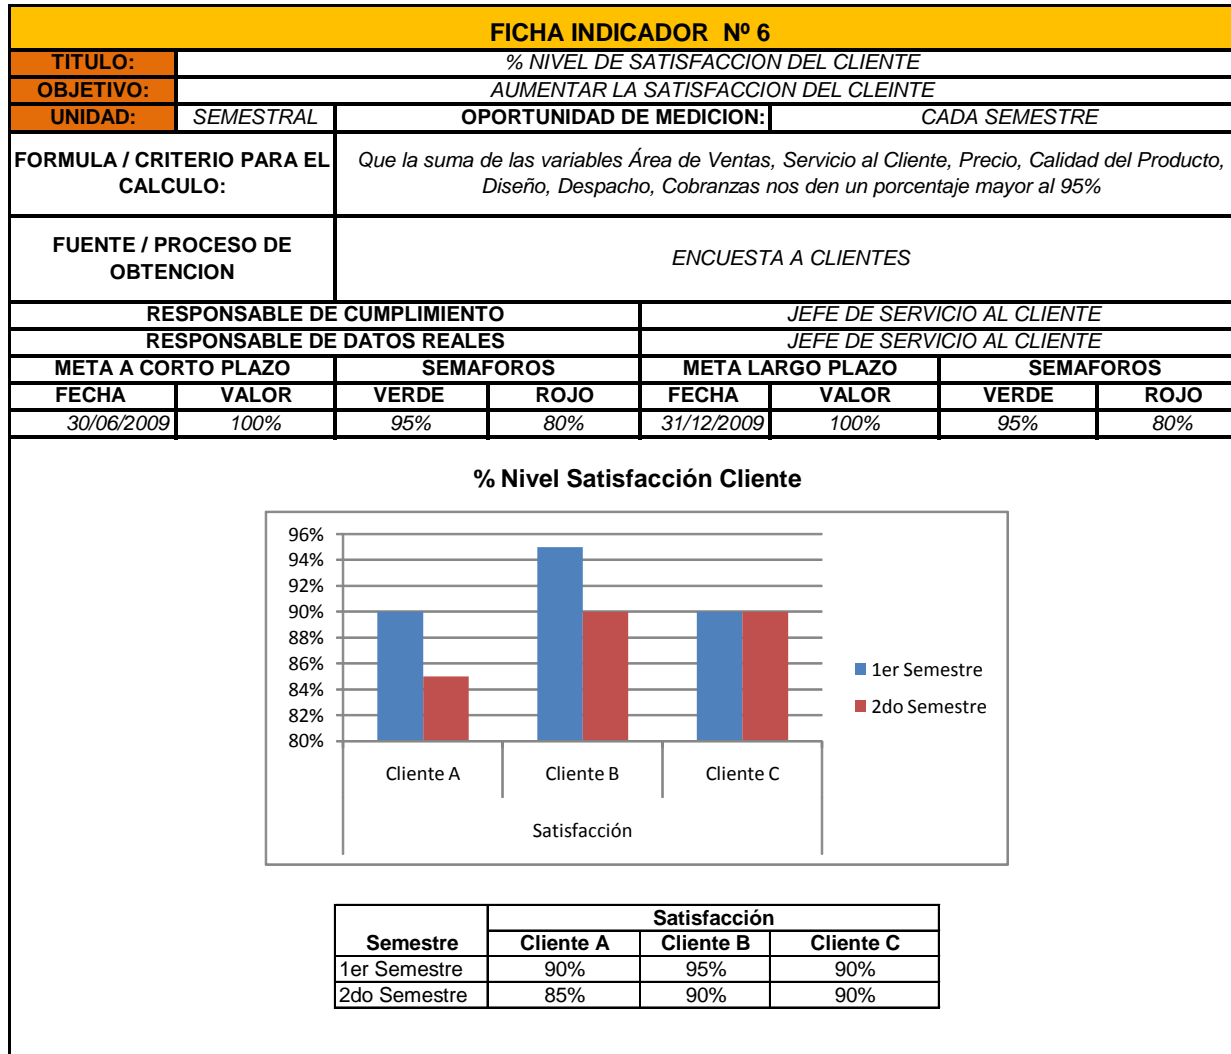 FICHA INDICADOR Nº 6
TITULO: % NIVEL DE SATISFACCION DEL CLIENTE
OBJETIVO: AUMENTAR LA SATISFACCION DEL CLEINTE
UNIDAD: SEMESTRAL OPORTUNIDAD DE MEDICION: CADA SEMESTRE
FORMULA / CRITERIO PARA EL
CALCULO:
Que la suma de las variables Área de Ventas, Servicio al Cliente, Precio, Calidad del Producto,
Diseño, Despacho, Cobranzas nos den un porcentaje mayor al 95%
FUENTE / PROCESO DE
OBTENCION
ENCUESTA A CLIENTES
RESPONSABLE DE CUMPLIMIENTO JEFE DE SERVICIO AL CLIENTE
RESPONSABLE DE DATOS REALES JEFE DE SERVICIO AL CLIENTE
META A CORTO PLAZO SEMAFOROS META LARGO PLAZO SEMAFOROS
FECHA VALOR VERDE ROJO FECHA VALOR VERDE ROJO
30/06/2009 100% 95% 80% 31/12/2009 100% 95% 80%
% Nivel Satisfacción Cliente
96%
94%
92%
90%
88%
86%
84%
82%
80%
Cliente A Cliente B Cliente C
Satisfacción
1er Semestre
2do Semestre
Satisfacción
Semestre Cliente A Cliente B Cliente C
1er Semestre 90% 95% 90%
2do Semestre 85% 90% 90%